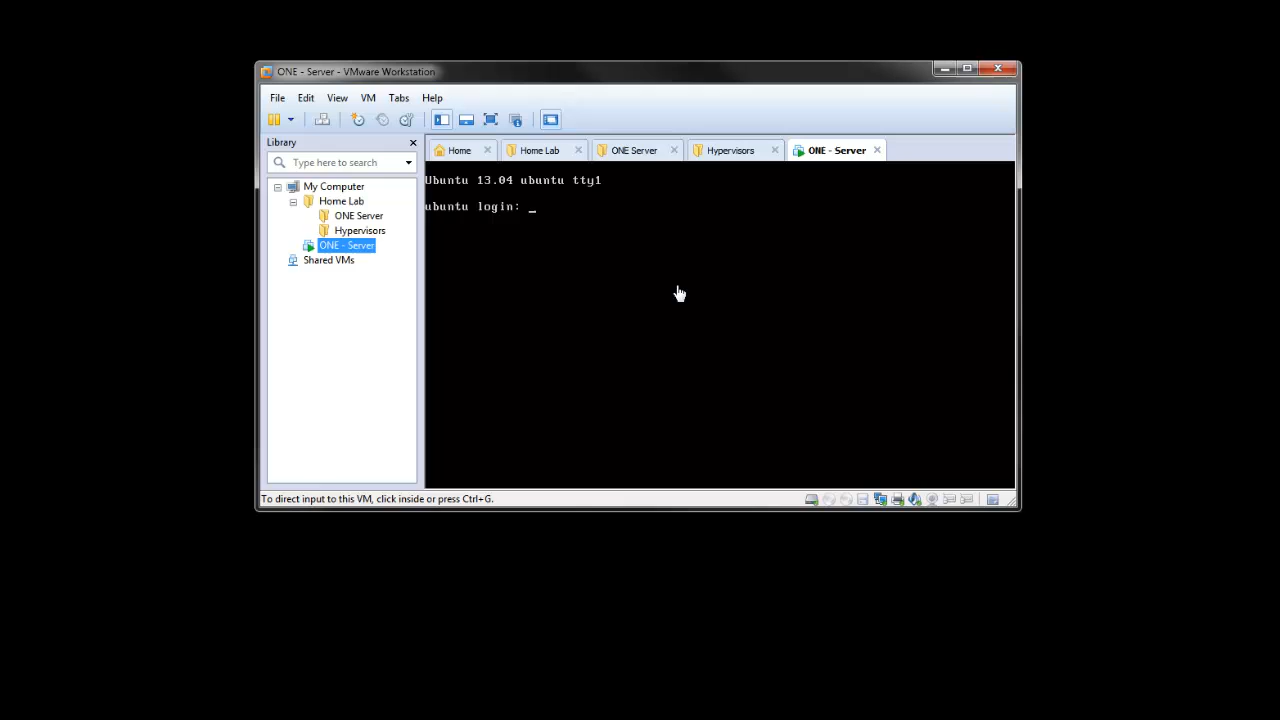 ONE - Server - VMware Workstation
File Edit View VM Tabs Help
Library
Type here to search
My Computer
Home Lab
ONE Server
Hypervisors
ONE - Server
Shared VMs
Home Home Lab ONE Server Hypervisors ONE - Server
Ubuntu 13.04 ubuntu tty1
ubuntu login: _
To direct input to this VM, click inside or press Ctrl+G.